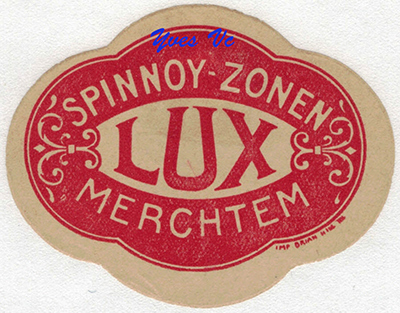 Yves Vc
SPINNOY-ZONEN
LUX
MERCHTEM